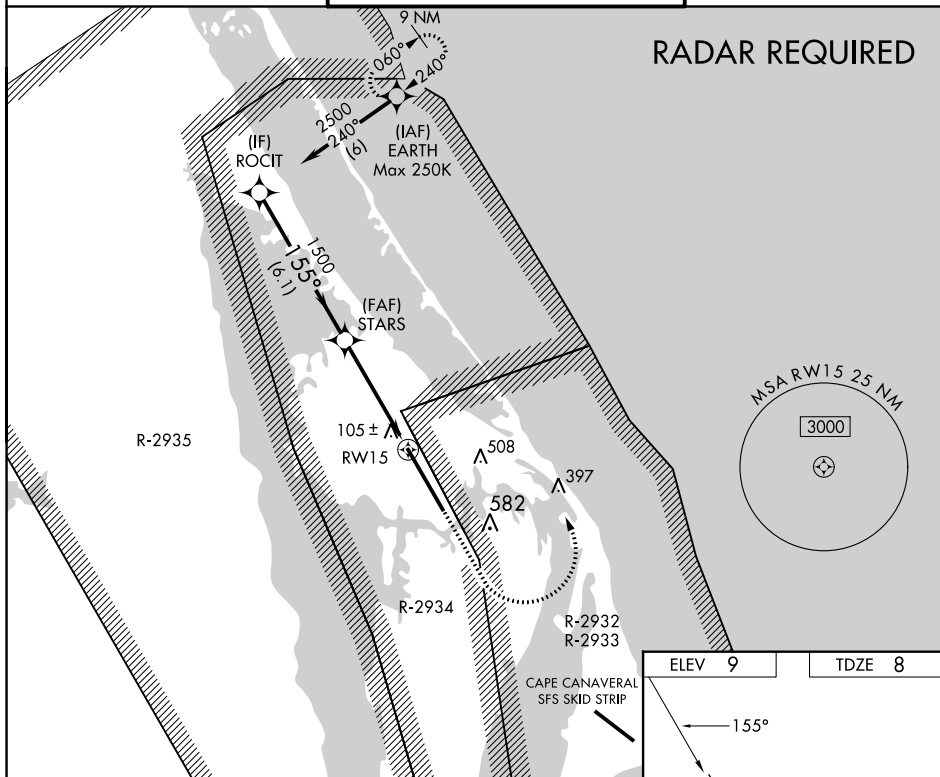 9 NM
RADAR REQUIRED
060°
240°
2500
240°
(6)
(IAF)
EARTH
Max 250K
(IF)
ROCIT
1500
155°
(6.1)
(FAF)
STARS
MSA RW15 25 NM
3000
105 ±
RW15
R-2935
508
397
582
R-2934
R-2932
R-2933
CAPE CANAVERAL
SFS SKID STRIP
ELEV 9
TDZE 8
155°